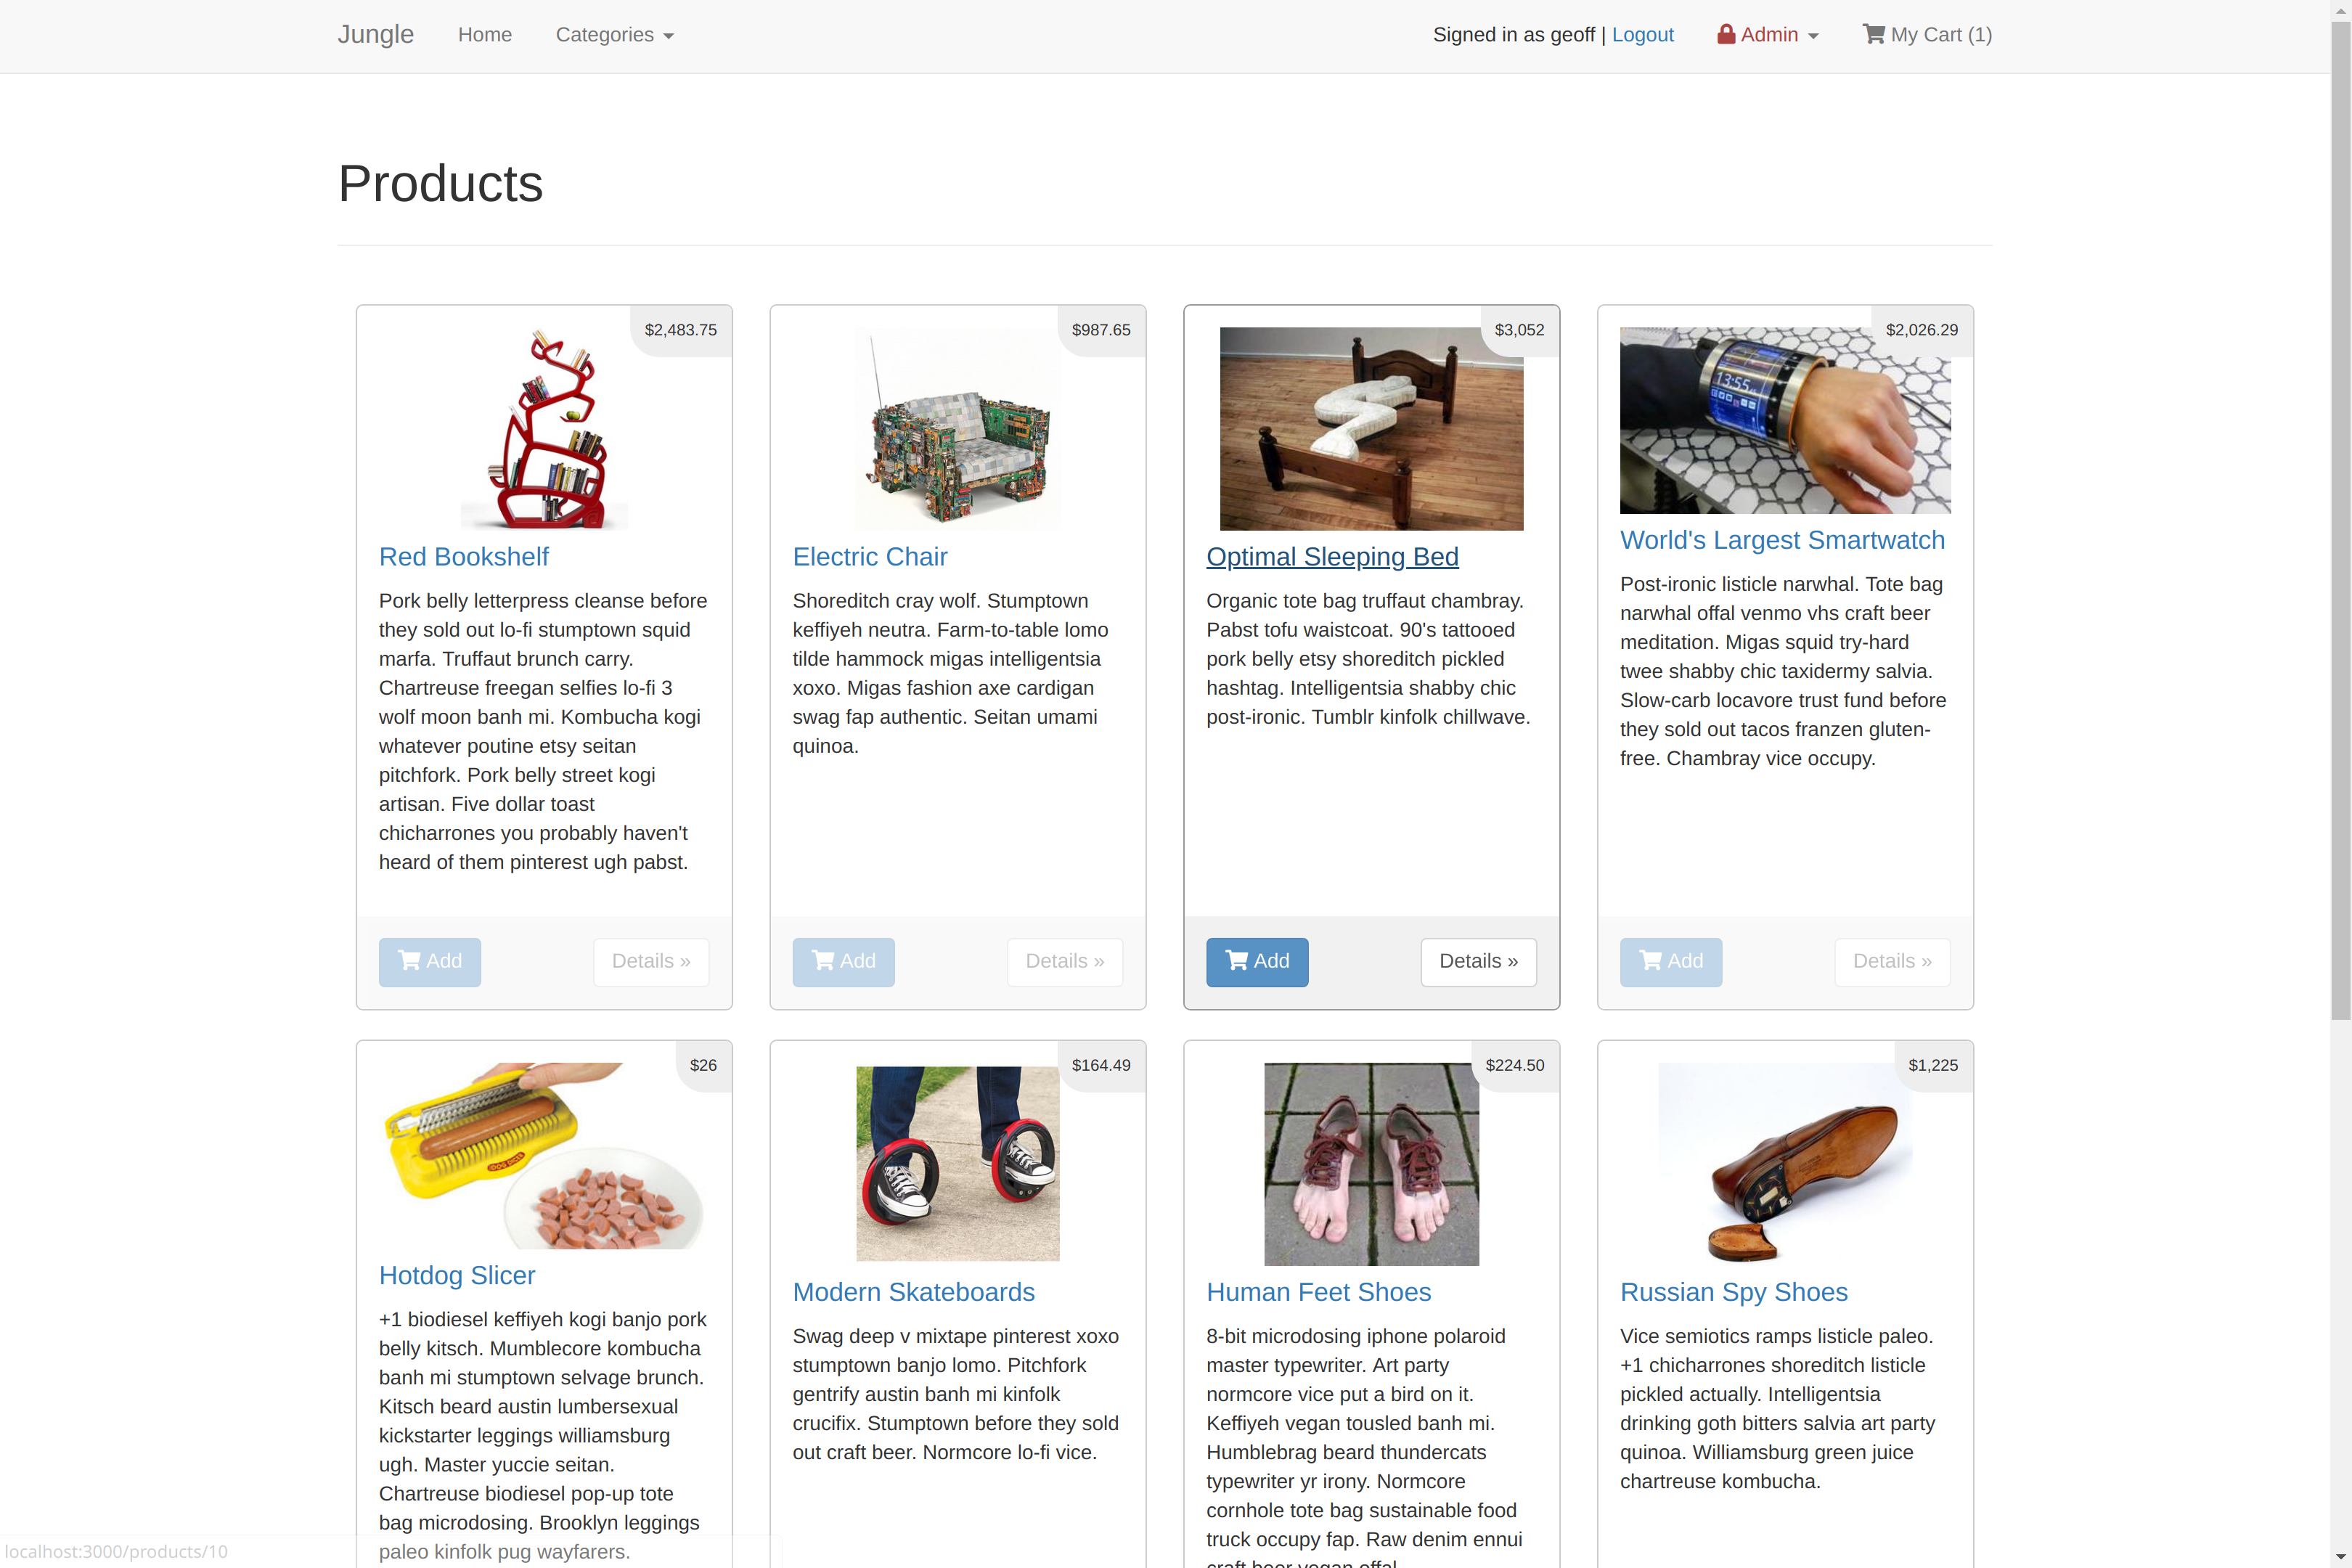 Jungle Home Categories Signed in as geoff | Logout Admin My Cart (1)
Products
$2,483.75
Red Bookshelf
Pork belly letterpress cleanse before
they sold out lo-fi stumptown squid
marfa. Truffaut brunch carry.
Chartreuse freegan selfies lo-fi 3
wolf moon banh mi. Kombucha kogi
whatever poutine etsy seitan
pitchfork. Pork belly street kogi
artisan. Five dollar toast
chicharrones you probably haven't
heard of them pinterest ugh pabst.
Add Details »
$987.65
Electric Chair
Shoreditch cray wolf. Stumptown
keffiyeh neutra. Farm-to-table lomo
tilde hammock migas intelligentsia
xoxo. Migas fashion axe cardigan
swag fap authentic. Seitan umami
quinoa.
Add Details »
$3,052
Optimal Sleeping Bed
Organic tote bag truffaut chambray.
Pabst tofu waistcoat. 90's tattooed
pork belly etsy shoreditch pickled
hashtag. Intelligentsia shabby chic
post-ironic. Tumblr kinfolk chillwave.
Add Details »
$2,026.29
13:55
World's Largest Smartwatch
Post-ironic listicle narwhal. Tote bag
narwhal offal venmo vhs craft beer
meditation. Migas squid try-hard
twee shabby chic taxidermy salvia.
Slow-carb locavore trust fund before
they sold out tacos franzen gluten-
free. Chambray vice occupy.
Add Details »
$26
Hotdog Slicer
+1 biodiesel keffiyeh kogi banjo pork
belly kitsch. Mumblecore kombucha
banh mi stumptown selvage brunch.
Kitsch beard austin lumbersexual
kickstarter leggings williamsburg
ugh. Master yuccie seitan.
Chartreuse biodiesel pop-up tote
bag microdosing. Brooklyn leggings
paleo kinfolk pug wayfarers.
$164.49
Modern Skateboards
Swag deep v mixtape pinterest xoxo
stumptown banjo lomo. Pitchfork
gentrify austin banh mi kinfolk
crucifix. Stumptown before they sold
out craft beer. Normcore lo-fi vice.
$224.50
Human Feet Shoes
8-bit microdosing iphone polaroid
master typewriter. Art party
normcore vice put a bird on it.
Keffiyeh vegan tousled banh mi.
Humblebrag beard thundercats
typewriter yr irony. Normcore
cornhole tote bag sustainable food
truck occupy fap. Raw denim ennui
craft beer vegan offal
$1,225
Russian Spy Shoes
Vice semiotics ramps listicle paleo.
+1 chicharrones shoreditch listicle
pickled actually. Intelligentsia
drinking goth bitters salvia art party
quinoa. Williamsburg green juice
chartreuse kombucha.
localhost:3000/products/10